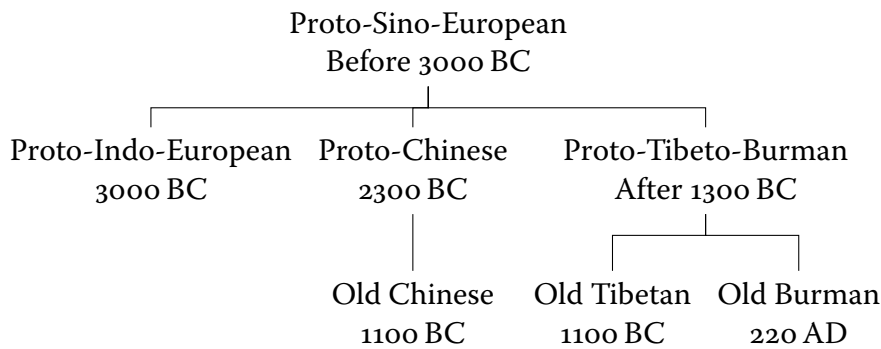 Proto-Sino-European
Before 3000 BC
Proto-Indo-European Proto-Chinese Proto-Tibeto-Burman
3000 BC 2300 BC After 1300 BC
Old Chinese Old Tibetan Old Burman
1100 BC 1100 BC 220 AD